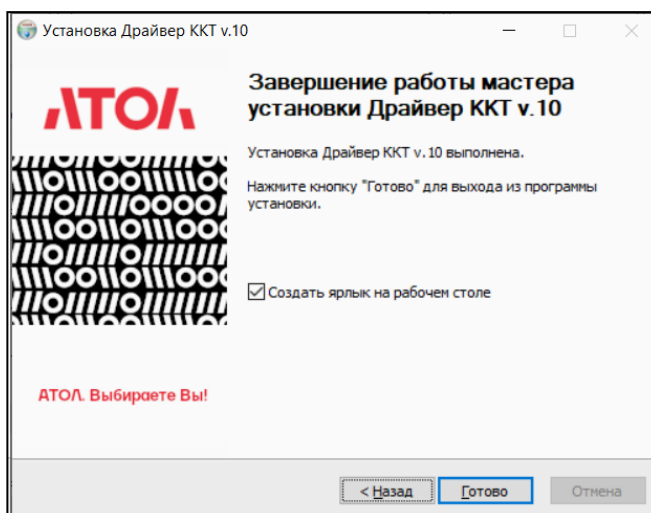 Установка Драйвер ККТ v.10
АТОЛ
Завершение работы мастера
установки Драйвер ККТ v.10
Установка Драйвер ККТ v.10 выполнена.
Нажмите кнопку "Готово" для выхода из программы
установки.
Создать ярлык на рабочем столе
АТОЛ. Выбираете Вы!
< Назад
Готово
Отмена